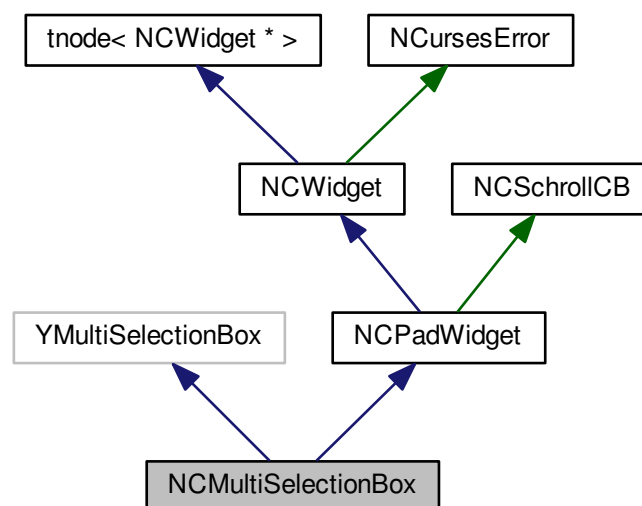 tnode< NCWidget * >
NCursesError
NCWidget
NCSchrollCB
YMultiSelectionBox
NCPadWidget
NCMultiSelectionBox